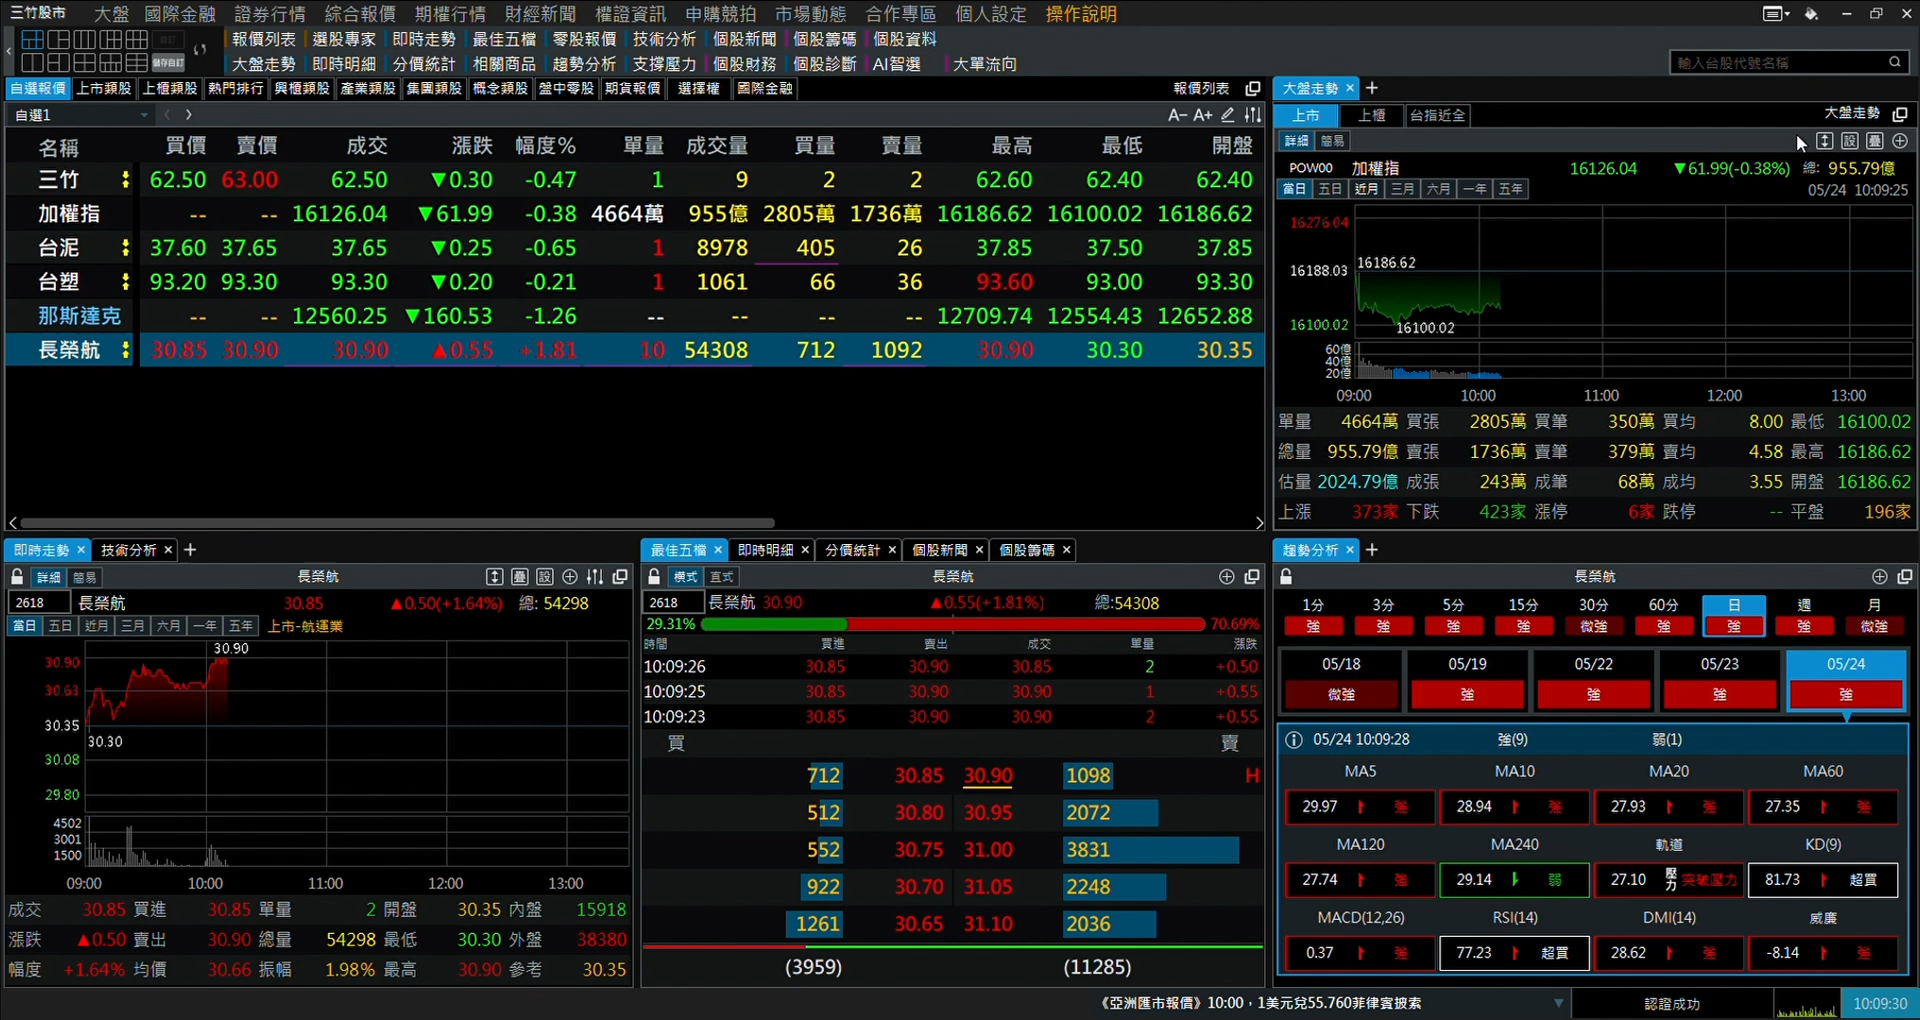 三竹股市 大盤 國際金融 證券行情 綜合報價 期權行情 財經新聞 權證資訊 申購競拍 市場動態 合作專區 個人設定 操作說明
報價列表 選股專家 即時走勢 最佳五檔 零股報價 技術分析 個股新聞 個股籌碼 個股資料
儲存自訂 大盤走勢 即時明細 分價統計 相關商品 趨勢分析 支撐壓力 個股財務 個股診斷 AI智選 大單流向
輸入台股代號名稱
自選報價 上市類股 上櫃類股 熱門排行 興櫃類股 產業類股 集團類股 概念類股 盤中零股 期貨報價 選擇權 國際金融 報價列表
自選1 A- A+
名稱 買價 賣價 成交 漲跌 幅度% 單量 成交量 買量 賣量 最高 最低 開盤
三竹 62.50 63.00 62.50 ▼0.30 -0.47 1 9 2 2 62.60 62.40 62.40
加權指 -- -- 16126.04 ▼61.99 -0.38 4664萬 955億 2805萬 1736萬 16186.62 16100.02 16186.62
台泥 37.60 37.65 37.65 ▼0.25 -0.65 1 8978 405 26 37.85 37.50 37.85
台塑 93.20 93.30 93.30 ▼0.20 -0.21 1 1061 66 36 93.60 93.00 93.30
那斯達克 -- -- 12560.25 ▼160.53 -1.26 -- -- -- -- 12709.74 12554.43 12652.88
長榮航 30.85 30.90 30.90 ▲0.55 +1.81 10 54308 712 1092 30.90 30.30 30.35
大盤走勢 × +
上市 上櫃 台指近全 大盤走勢
詳細 簡易 設 疊
POW00 加權指 16126.04 ▼61.99(-0.38%) 總: 955.79億
當日 五日 近月 三月 六月 一年 五年 05/24 10:09:25
16276.04
16186.62
16188.03
16100.02
16100.02
60億
40億
20億
09:00 10:00 11:00 12:00 13:00
單量 4664萬 買張 2805萬 買筆 350萬 買均 8.00 最低 16100.02
總量 955.79億 賣張 1736萬 賣筆 379萬 賣均 4.58 最高 16186.62
估量 2024.79億 成張 243萬 成筆 68萬 成均 3.55 開盤 16186.62
上漲 373家 下跌 423家 漲停 6家 跌停 -- 平盤 196家
即時走勢 × 技術分析 × +
詳細 簡易 長榮航 疊 設
2618 長榮航 30.85 ▲0.50(+1.64%) 總: 54298
當日 五日 近月 三月 六月 一年 五年 上市-航運業
30.90
30.90
30.63
30.35
30.30
30.08
29.80
4502
3001
1500
09:00 10:00 11:00 12:00 13:00
成交 30.85 買進 30.85 單量 2 開盤 30.35 內盤 15918
漲跌 ▲0.50 賣出 30.90 總量 54298 最低 30.30 外盤 38380
幅度 +1.64% 均價 30.66 振幅 1.98% 最高 30.90 參考 30.35
最佳五檔 × 即時明細 × 分價統計 × 個股新聞 × 個股籌碼 ×
橫式 直式 長榮航
2618 長榮航 30.90 ▲0.55(+1.81%) 總:54308
29.31% 70.69%
時間 買進 賣出 成交 單量 漲跌
10:09:26 30.85 30.90 30.85 2 +0.50
10:09:25 30.85 30.90 30.90 1 +0.55
10:09:23 30.85 30.90 30.90 2 +0.55
買 賣
712 30.85 30.90 1098 H
512 30.80 30.95 2072
552 30.75 31.00 3831
922 30.70 31.05 2248
1261 30.65 31.10 2036
(3959) (11285)
趨勢分析 × +
長榮航
1分 3分 5分 15分 30分 60分 日 週 月
強 強 強 強 微強 強 強 強 微強
05/18 05/19 05/22 05/23 05/24
微強 強 強 強 強
05/24 10:09:28 強(9) 弱(1)
MA5 MA10 MA20 MA60
29.97 強 28.94 強 27.93 強 27.35 強
MA120 MA240 軌道 KD(9)
27.74 強 29.14 弱 27.10 壓力 突破壓力 81.73 超買
MACD(12,26) RSI(14) DMI(14) 威廉
0.37 強 77.23 超買 28.62 強 -8.14 強
《亞洲匯市報價》10:00，1美元兌55.760菲律賓披索 認證成功 10:09:30